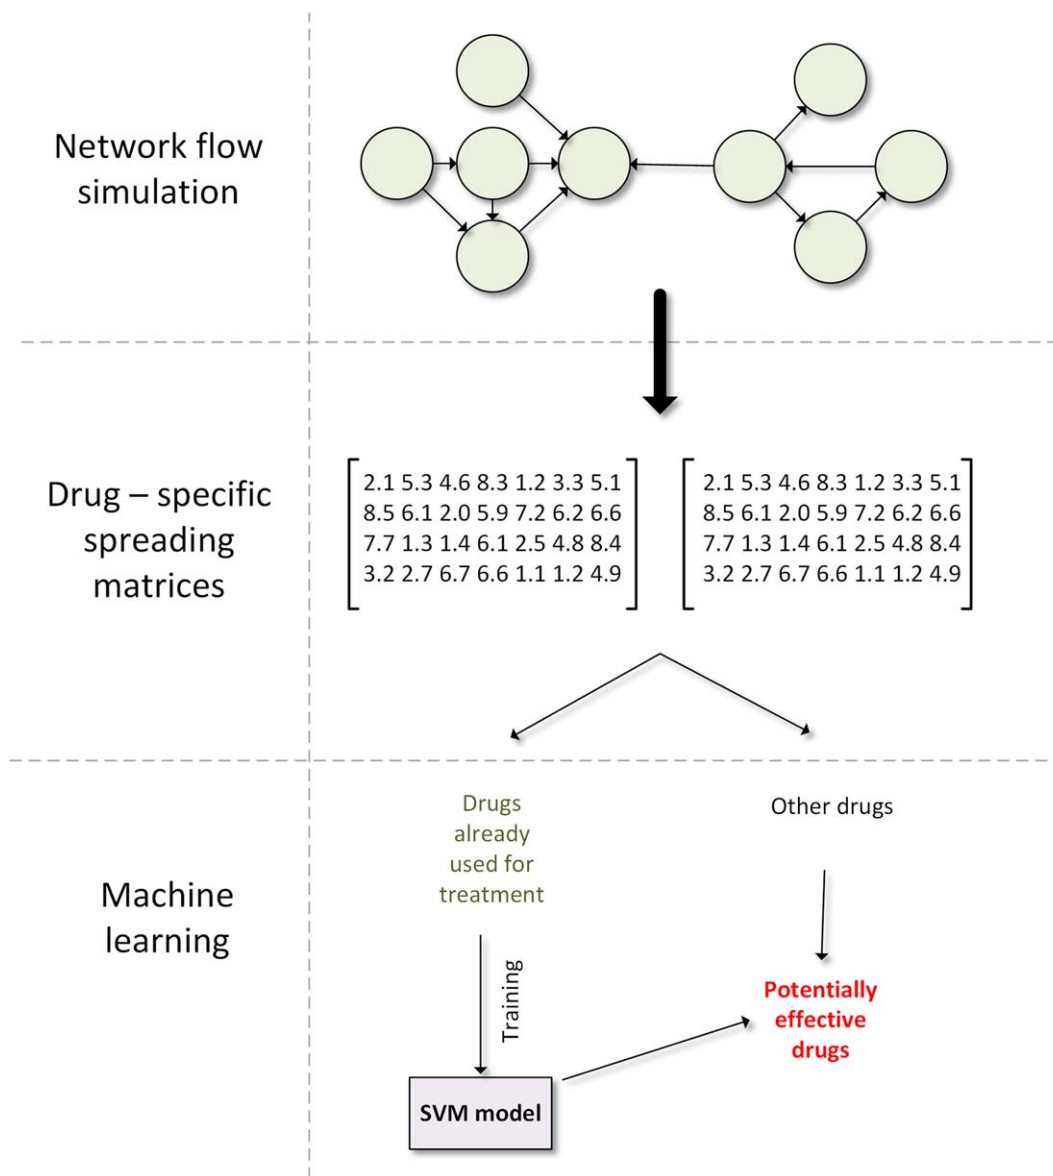 Network flow
simulation
Drug – specific
spreading
matrices
2.1 5.3 4.6 8.3 1.2 3.3 5.1
8.5 6.1 2.0 5.9 7.2 6.2 6.6
7.7 1.3 1.4 6.1 2.5 4.8 8.4
3.2 2.7 6.7 6.6 1.1 1.2 4.9
2.1 5.3 4.6 8.3 1.2 3.3 5.1
8.5 6.1 2.0 5.9 7.2 6.2 6.6
7.7 1.3 1.4 6.1 2.5 4.8 8.4
3.2 2.7 6.7 6.6 1.1 1.2 4.9
Machine
learning
Drugs
already
used for
treatment
Other drugs
Training
Potentially
effective
drugs
SVM model